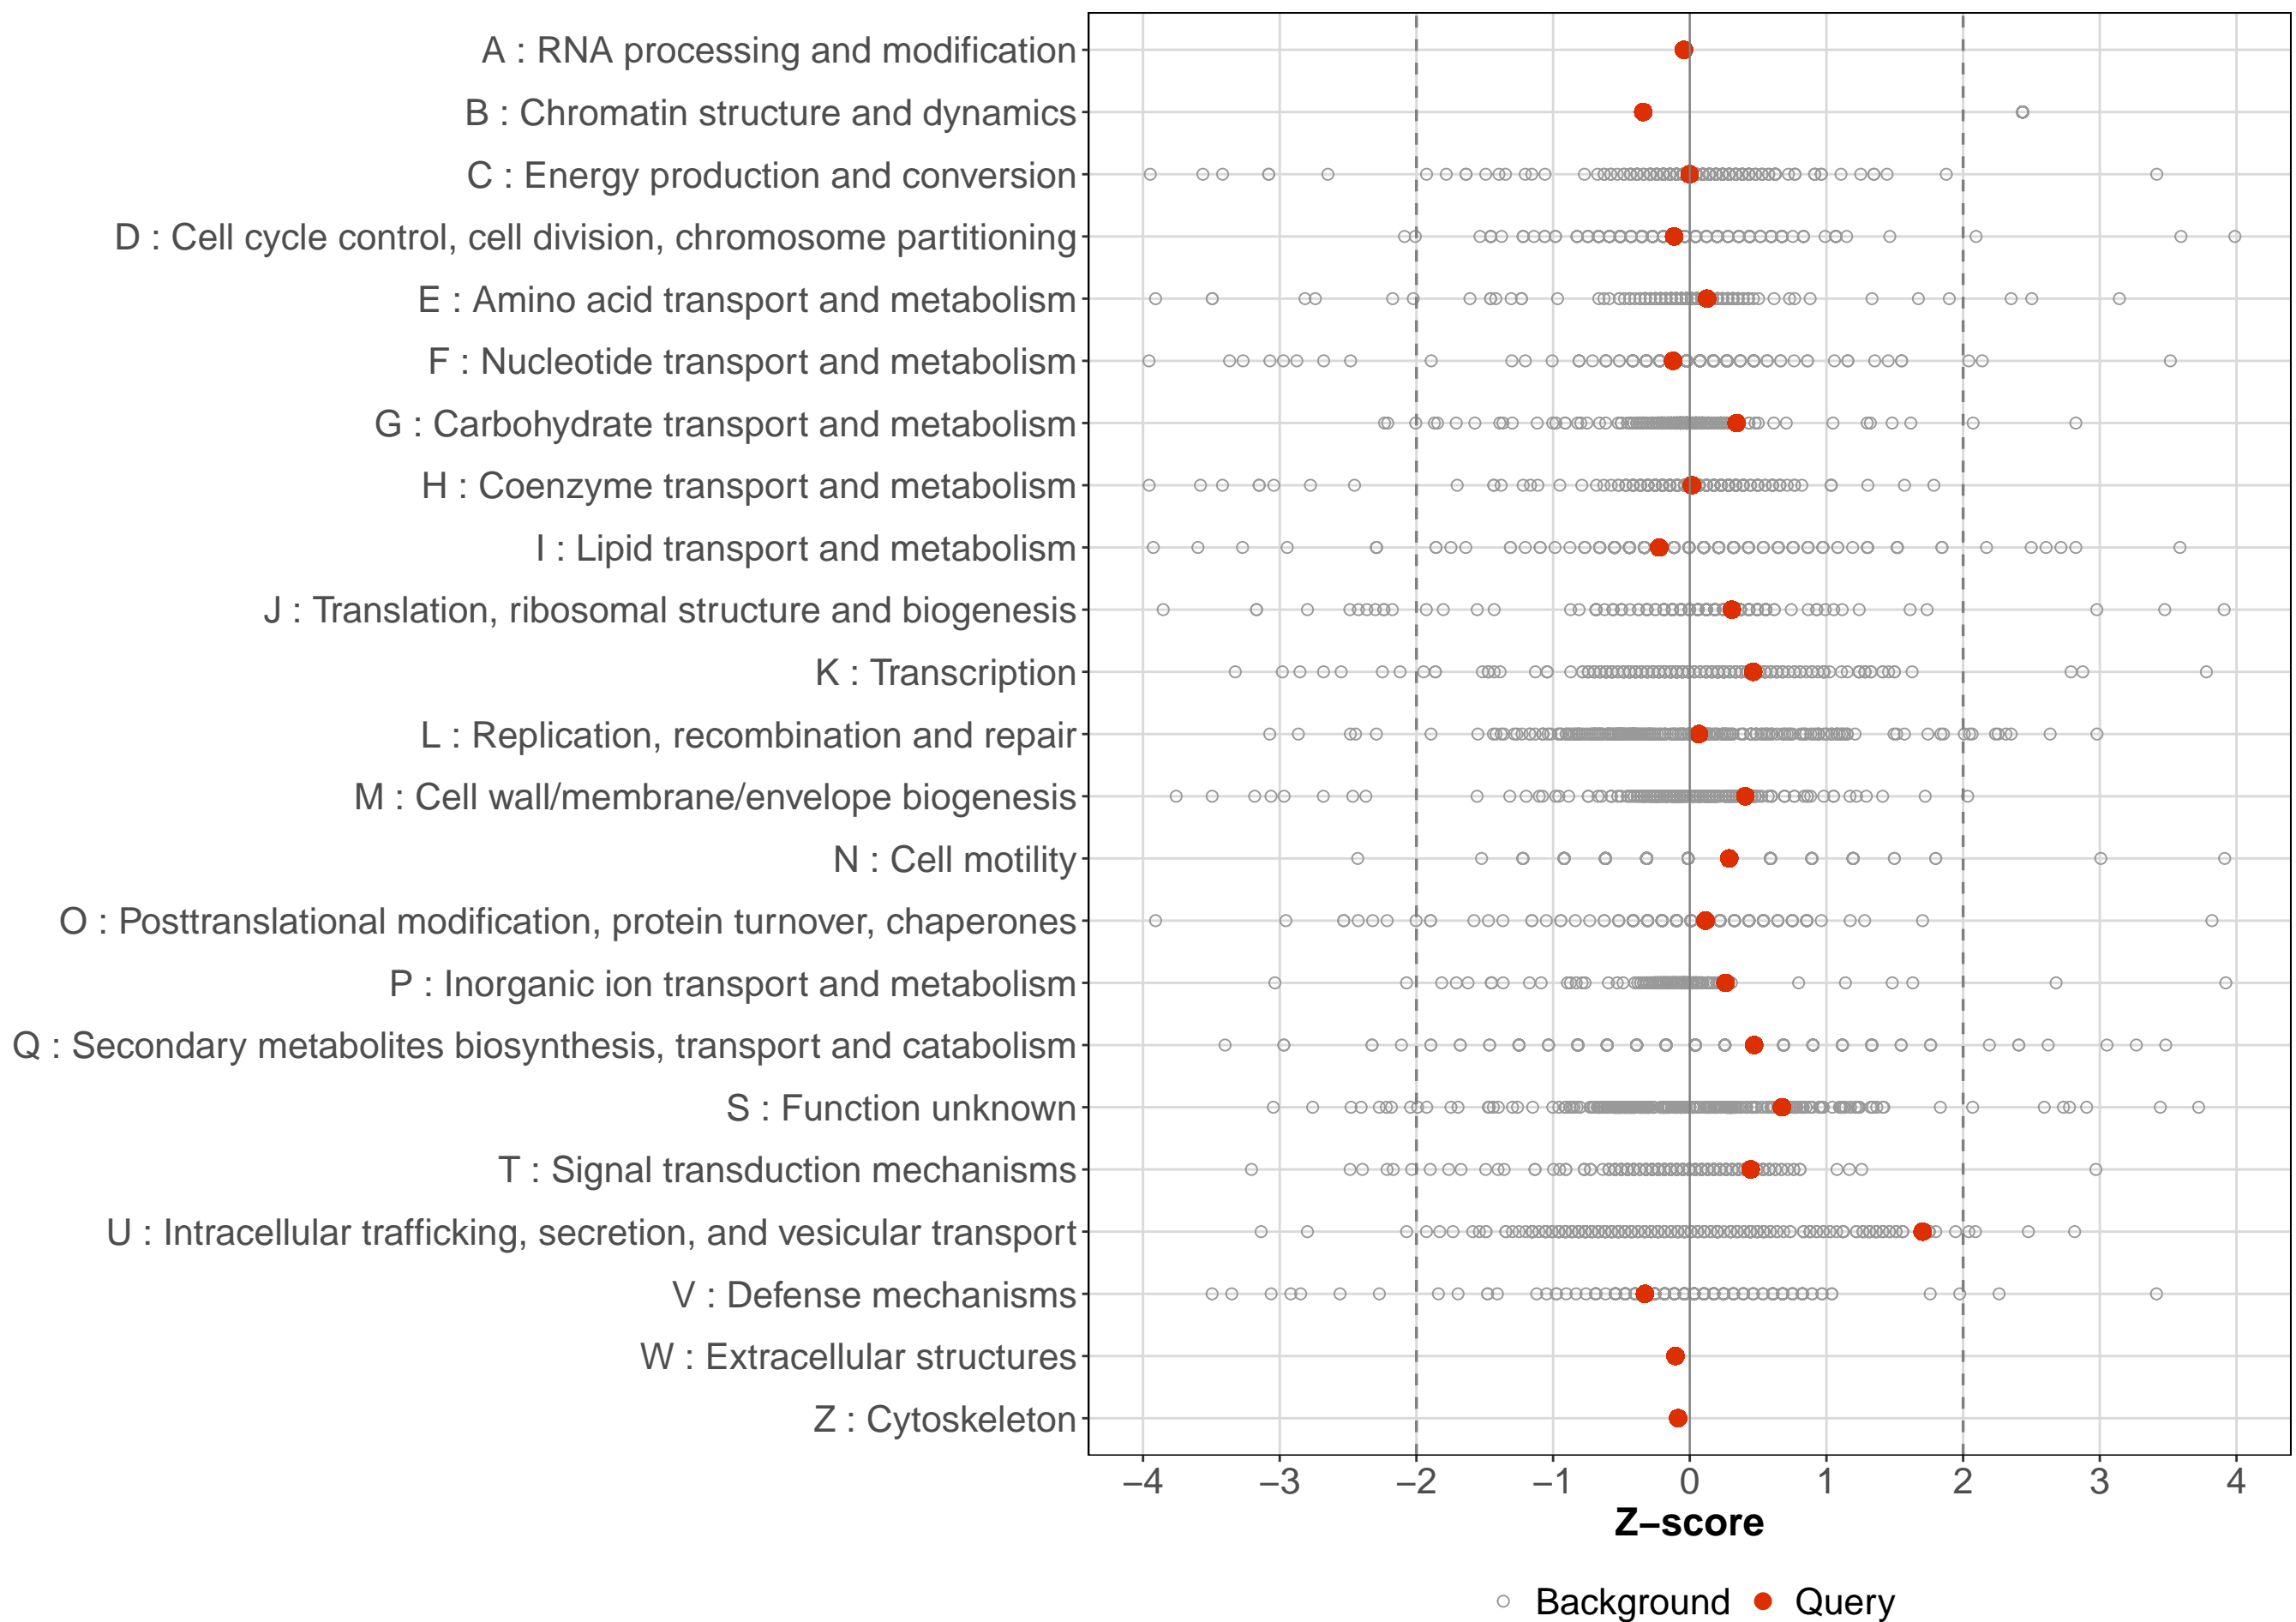 A : RNA processing and modification
B : Chromatin structure and dynamics
C : Energy production and conversion
D : Cell cycle control, cell division, chromosome partitioning
E : Amino acid transport and metabolism
F : Nucleotide transport and metabolism
G : Carbohydrate transport and metabolism
H : Coenzyme transport and metabolism
I : Lipid transport and metabolism
J : Translation, ribosomal structure and biogenesis
K : Transcription
L : Replication, recombination and repair
M : Cell wall/membrane/envelope biogenesis
N : Cell motility
O : Posttranslational modification, protein turnover, chaperones
P : Inorganic ion transport and metabolism
Q : Secondary metabolites biosynthesis, transport and catabolism
S : Function unknown
T : Signal transduction mechanisms
U : Intracellular trafficking, secretion, and vesicular transport
V : Defense mechanisms
W : Extracellular structures
Z : Cytoskeleton
−4 −3 −2 −1 0 1 2 3 4
Z−score
Background Query